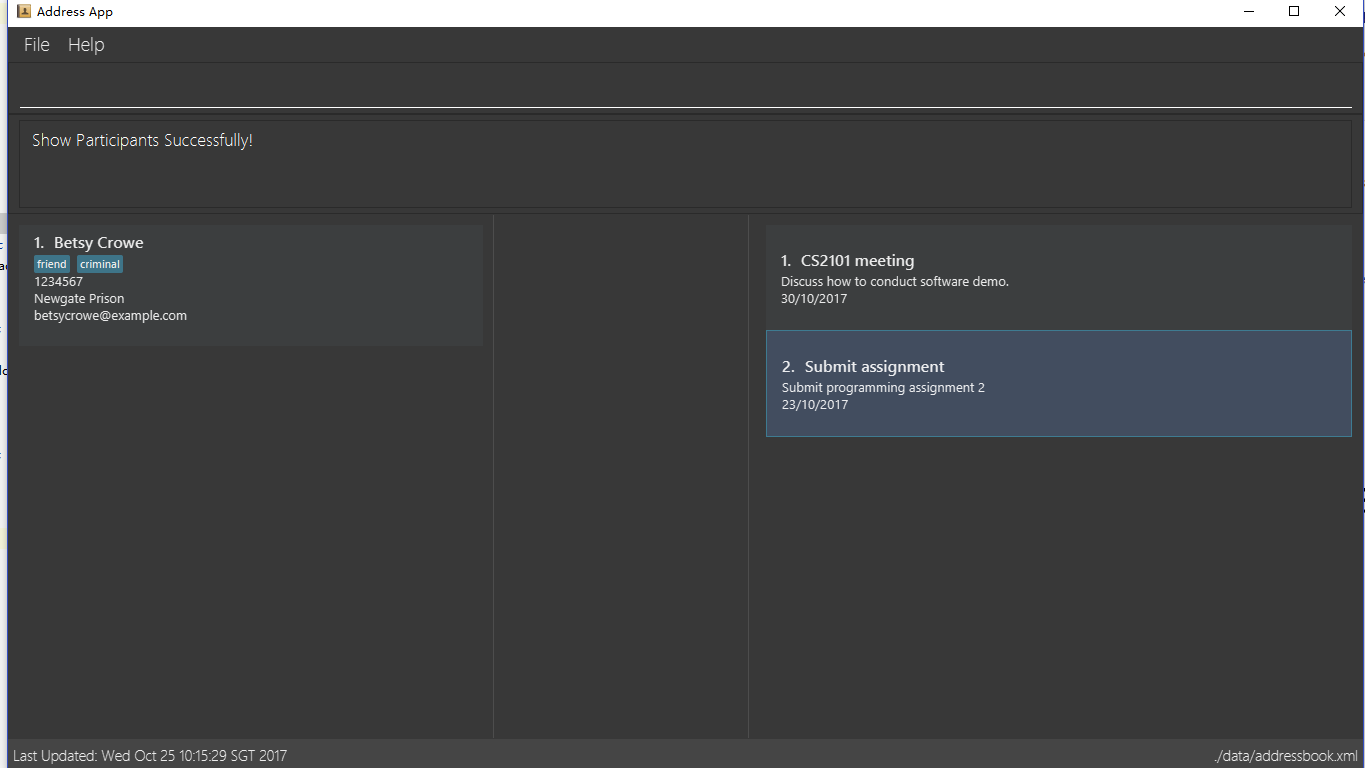 Address App
File Help
Show Participants Successfully!
1. Betsy Crowe
friend criminal
1234567
Newgate Prison
betsycrowe@example.com
1. CS2101 meeting
Discuss how to conduct software demo.
30/10/2017
2. Submit assignment
Submit programming assignment 2
23/10/2017
Last Updated: Wed Oct 25 10:15:29 SGT 2017
./data/addressbook.xml